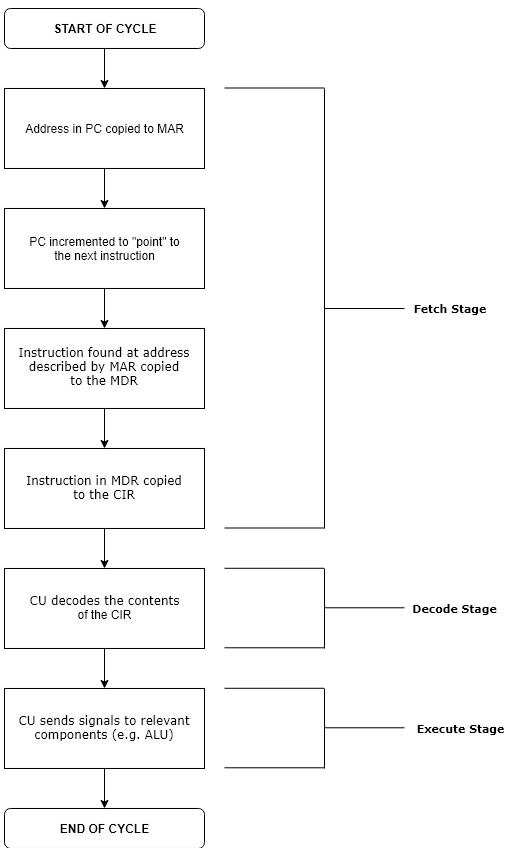 START OF CYCLE
Address in PC copied to MAR
PC incremented to "point" to
the next instruction
Fetch Stage
Instruction found at address
described by MAR copied
to the MDR
Instruction in MDR copied
to the CIR
CU decodes the contents
of the CIR
Decode Stage
CU sends signals to relevant
components (e.g. ALU)
Execute Stage
END OF CYCLE